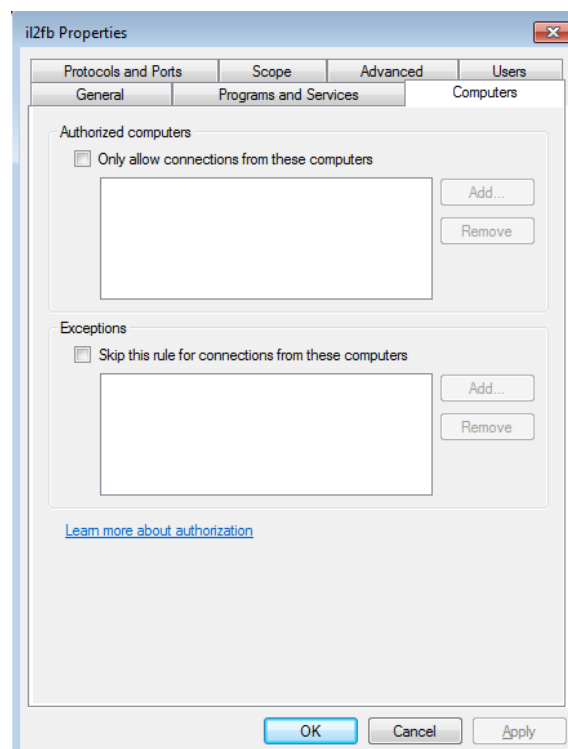 il2fb Properties
Protocols and Ports Scope Advanced Users
General Programs and Services Computers
Authorized computers
Only allow connections from these computers
Add...
Remove
Exceptions
Skip this rule for connections from these computers
Add...
Remove
Learn more about authorization
OK Cancel Apply